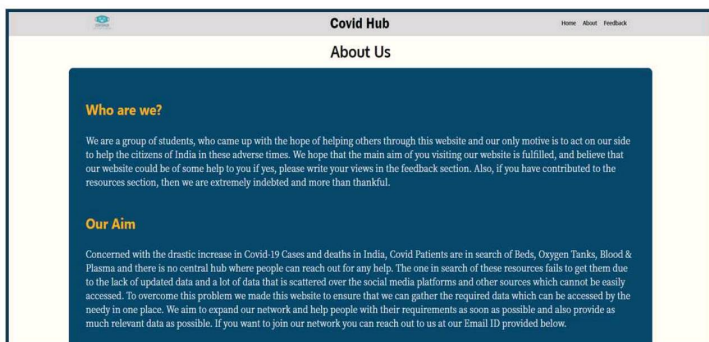 Covid Hub
Home About Feedback
About Us
Who are we?
We are a group of students, who came up with the hope of helping others through this website and our only motive is to act on our side
to help the citizens of India in these adverse times. We hope that the main aim of you visiting our website is fulfilled, and believe that
our website could be of some help to you if yes, please write your views in the feedback section. Also, if you have contributed to the
resources section, then we are extremely indebted and more than thankful.
Our Aim
Concerned with the drastic increase in Covid-19 Cases and deaths in India, Covid Patients are in search of Beds, Oxygen Tanks, Blood &
Plasma and there is no central hub where people can reach out for any help. The one in search of these resources fails to get them due
to the lack of updated data and a lot of data that is scattered over the social media platforms and other sources which cannot be easily
accessed. To overcome this problem we made this website to ensure that we can gather the required data which can be accessed by the
needy in one place. We aim to expand our network and help people with their requirements as soon as possible and also provide as
much relevant data as possible. If you want to join our network you can reach out to us at our Email ID provided below.